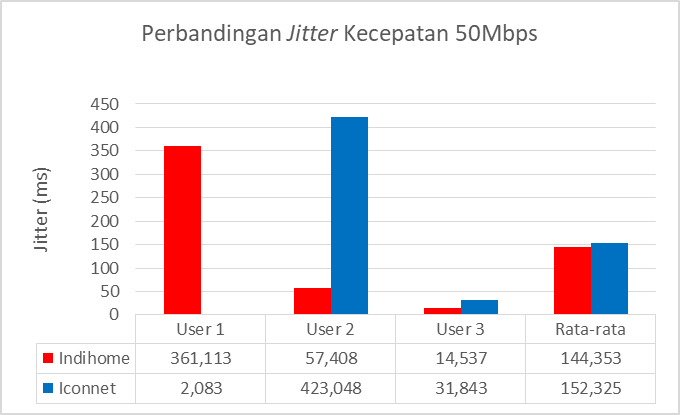 Perbandingan Jitter Kecepatan 50Mbps
Jitter (ms)
450
400
350
300
250
200
150
100
50
0
User 1 User 2 User 3 Rata-rata
Indihome 361,113 57,408 14,537 144,353
Iconnet 2,083 423,048 31,843 152,325